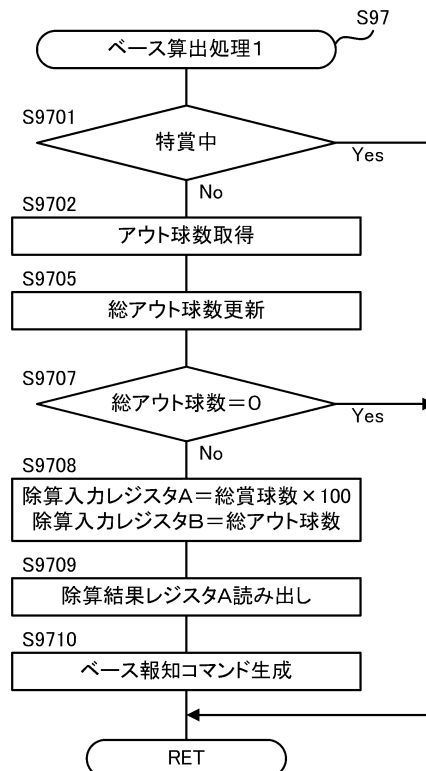 S97
ベース算出処理1
S9701
特賞中
Yes
No
S9702
アウト球数取得
S9705
総アウト球数更新
S9707
総アウト球数=0
Yes
No
S9708
除算入力レジスタA=総賞球数×100
除算入力レジスタB=総アウト球数
S9709
除算結果レジスタA読み出し
S9710
ベース報知コマンド生成
RET